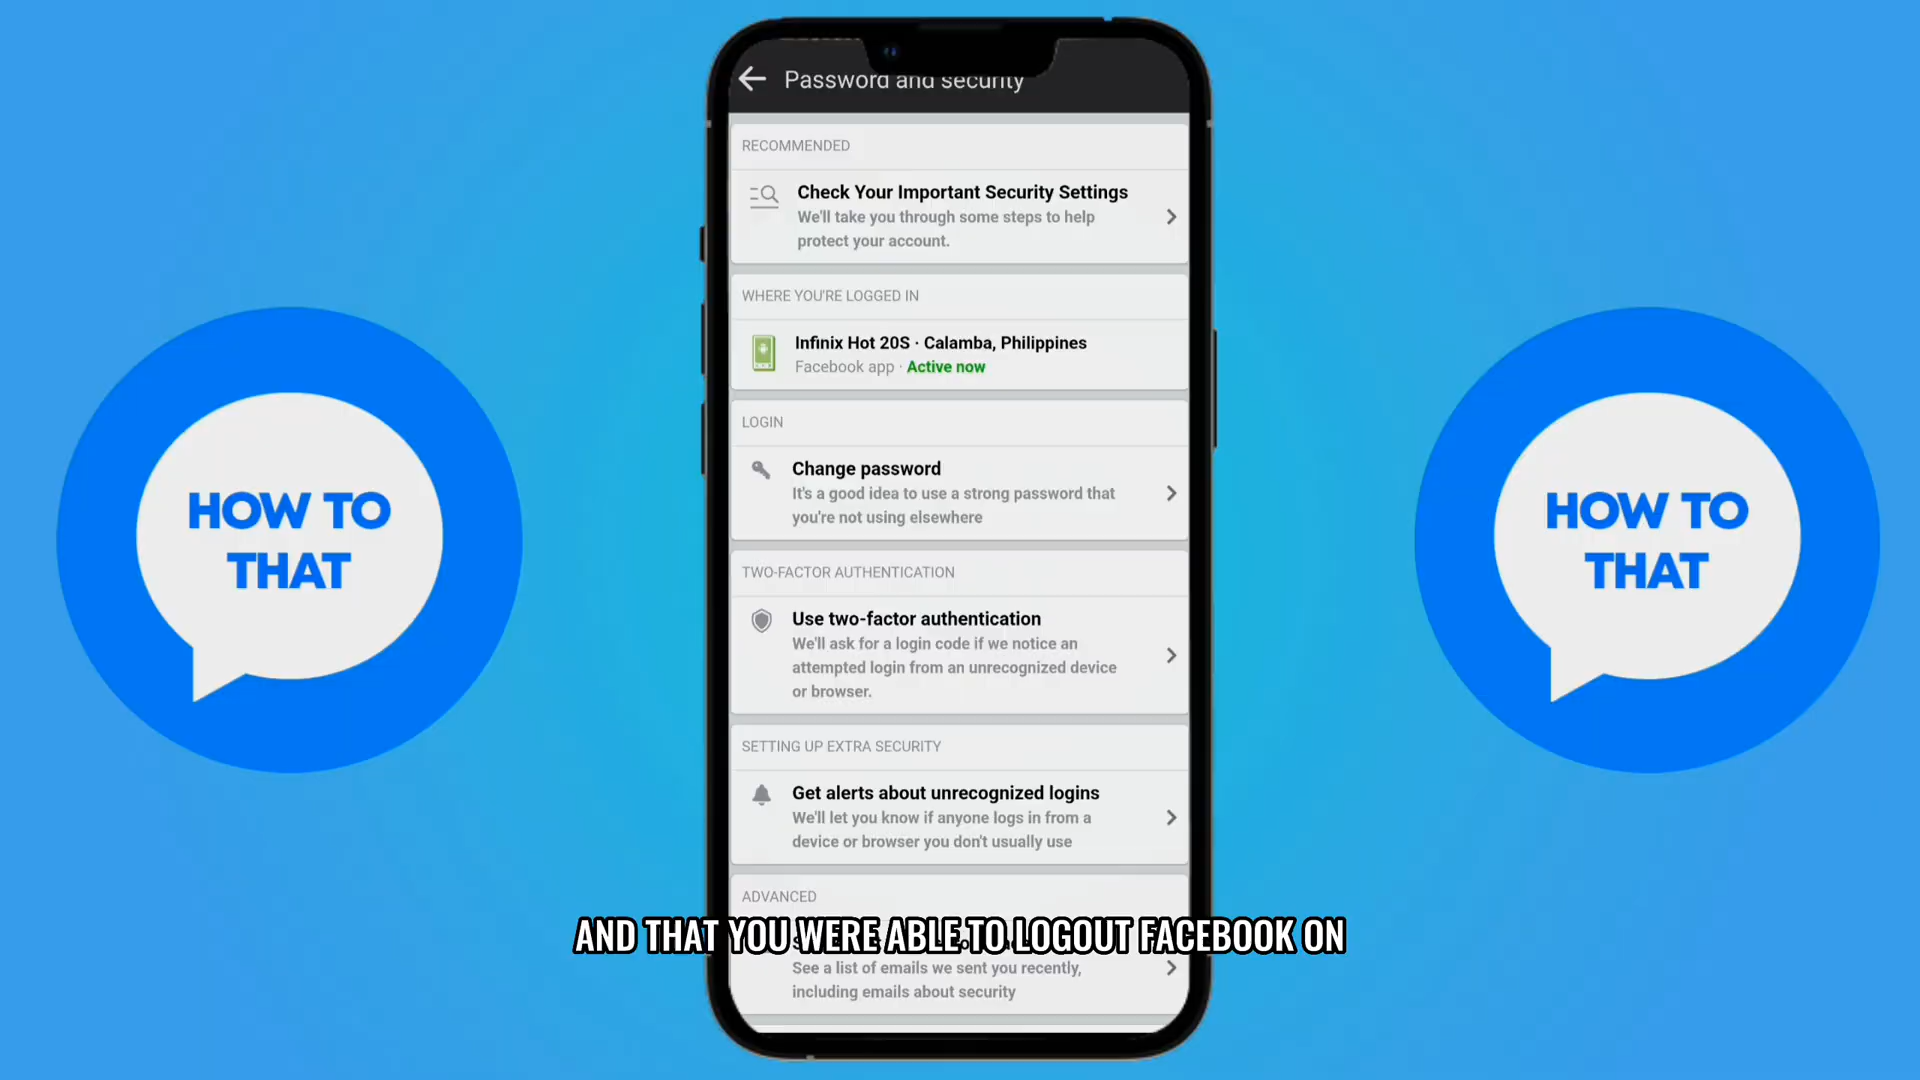 Password and security
RECOMMENDED
Check Your Important Security Settings
We'll take you through some steps to help
protect your account.
WHERE YOU'RE LOGGED IN
Infinix Hot 20S · Calamba, Philippines
Facebook app · Active now
LOGIN
Change password
It's a good idea to use a strong password that
you're not using elsewhere
TWO-FACTOR AUTHENTICATION
Use two-factor authentication
We'll ask for a login code if we notice an
attempted login from an unrecognized device
or browser.
SETTING UP EXTRA SECURITY
Get alerts about unrecognized logins
We'll let you know if anyone logs in from a
device or browser you don't usually use
ADVANCED
AND THAT YOU WERE ABLE TO LOGOUT FACEBOOK ON
See a list of emails we sent you recently,
including emails about security
HOW TO
THAT
HOW TO
THAT